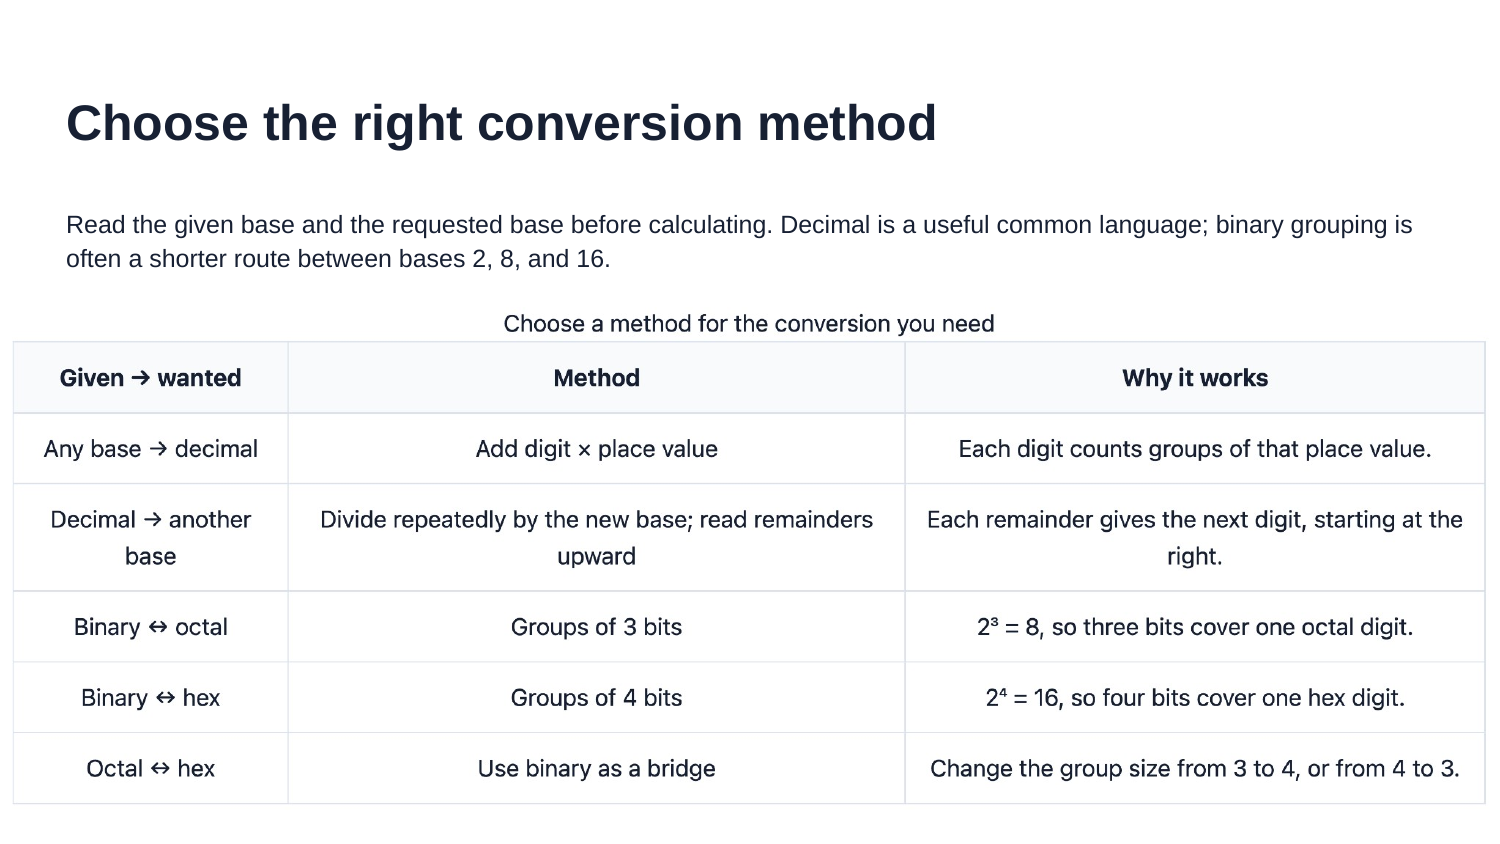 Choose the right conversion method
Read the given base and the requested base before calculating. Decimal is a useful common language; binary grouping is
often a shorter route between bases 2, 8, and 16.
Choose a method for the conversion you need
Given → wanted
Method
Why it works
Any base → decimal
Add digit × place value
Each digit counts groups of that place value.
Decimal → another
base
Divide repeatedly by the new base; read remainders
upward
Each remainder gives the next digit, starting at the
right.
Binary ↔ octal
Groups of 3 bits
2³ = 8, so three bits cover one octal digit.
Binary ↔ hex
Groups of 4 bits
2⁴ = 16, so four bits cover one hex digit.
Octal ↔ hex
Use binary as a bridge
Change the group size from 3 to 4, or from 4 to 3.